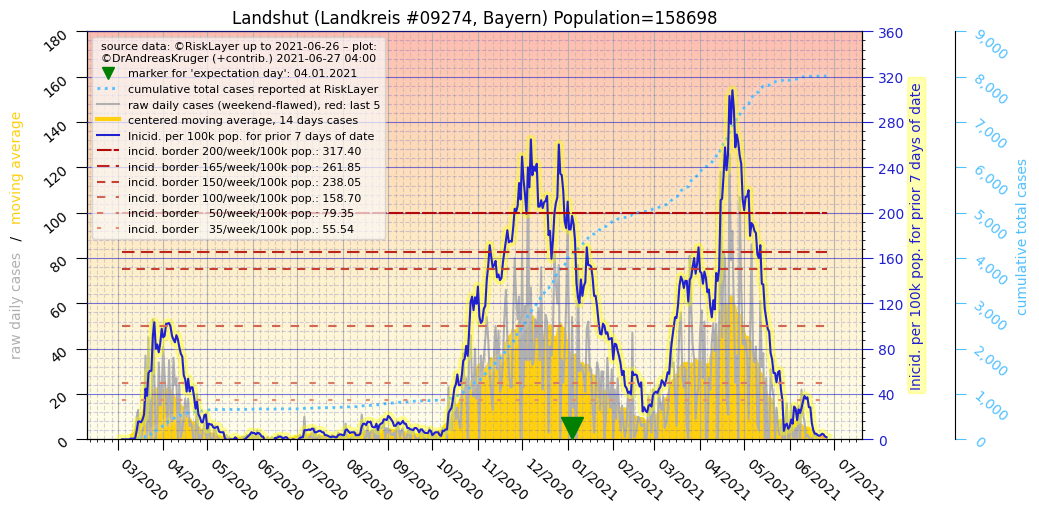 Landshut (Landkreis #09274, Bayern) Population=158698
source data: ©RiskLayer up to 2021-06-26 – plot:
©DrAndreasKruger (+contrib.) 2021-06-27 04:00
marker for 'expectation day': 04.01.2021
cumulative total cases reported at RiskLayer
raw daily cases (weekend-flawed), red: last 5
centered moving average, 14 days cases
Inicid. per 100k pop. for prior 7 days of date
incid. border 200/week/100k pop.: 317.40
incid. border 165/week/100k pop.: 261.85
incid. border 150/week/100k pop.: 238.05
incid. border 100/week/100k pop.: 158.70
incid. border 50/week/100k pop.: 79.35
incid. border 35/week/100k pop.: 55.54
raw daily cases / moving average
180
160
140
120
100
80
60
40
20
0
03/2020
04/2020
05/2020
06/2020
07/2020
08/2020
09/2020
10/2020
11/2020
12/2020
01/2021
02/2021
03/2021
04/2021
05/2021
06/2021
07/2021
360
320
280
240
200
160
120
80
40
0
Inicid. per 100k pop. for prior 7 days of date
9,000
8,000
7,000
6,000
5,000
4,000
3,000
2,000
1,000
0
cumulative total cases